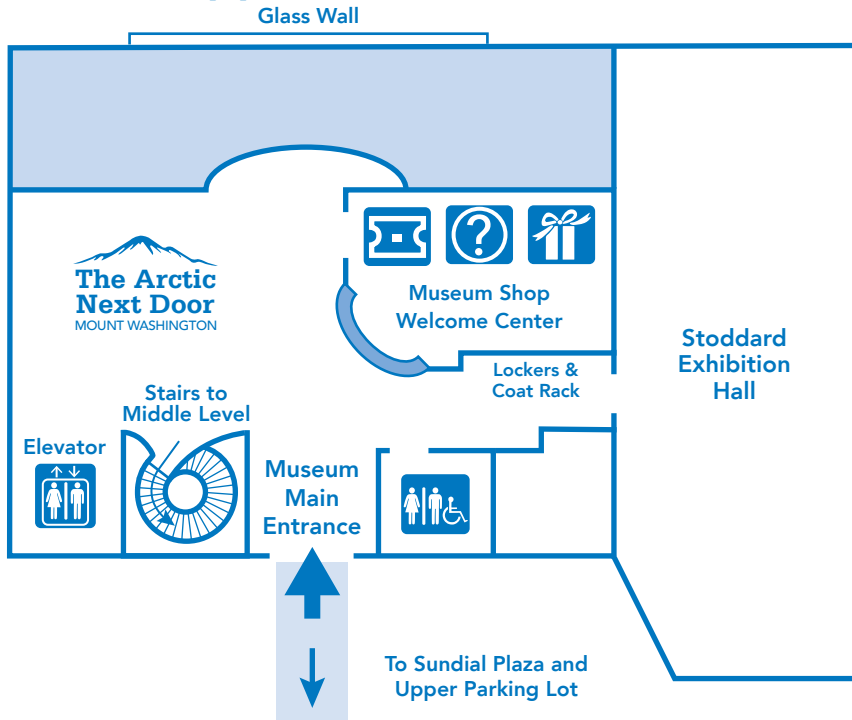 Glass Wall
The Arctic
Next Door
MOUNT WASHINGTON
?
Museum Shop
Welcome Center
Stoddard
Exhibition
Hall
Lockers &
Coat Rack
Stairs to
Middle Level
Elevator
Museum
Main
Entrance
To Sundial Plaza and
Upper Parking Lot